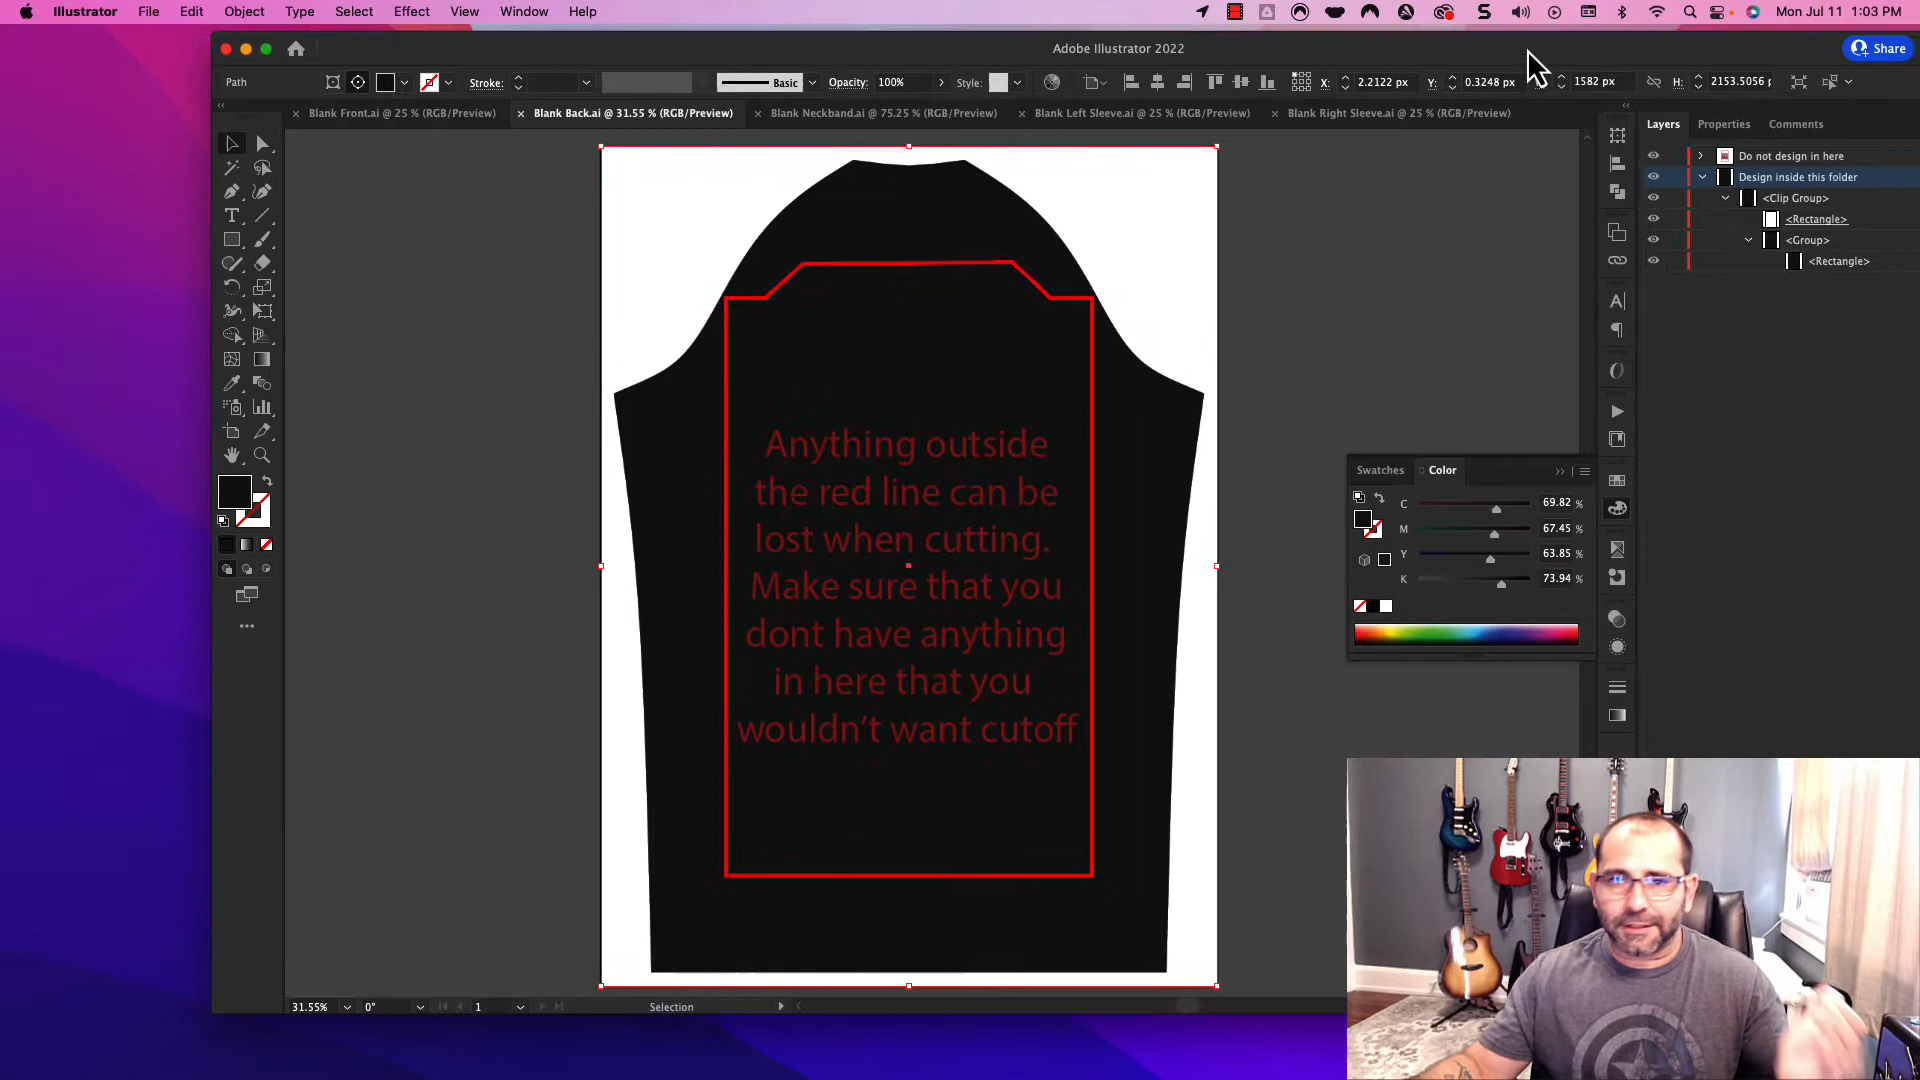 Illustrator File Edit Object Type Select Effect View Window Help
Mon Jul 11 1:03 PM
Adobe Illustrator 2022
Share
Path
Stroke:
Basic
Opacity: 100%
Style:
X: 2.2122 px
Y: 0.3248 px
1582 px
H: 2153.5056 p
Blank Front.ai @ 25 % (RGB/Preview)
Blank Back.ai @ 31.55 % (RGB/Preview)
Blank Neckband.ai @ 75.25 % (RGB/Preview)
Blank Left Sleeve.ai @ 25 % (RGB/Preview)
Blank Right Sleeve.ai @ 25 % (RGB/Preview)
Layers Properties Comments
Do not design in here
Design inside this folder
<Clip Group>
<Rectangle>
<Group>
<Rectangle>
Anything outside
the red line can be
lost when cutting.
Make sure that you
dont have anything
in here that you
wouldn't want cutoff
Swatches Color
C 69.82 %
M 67.45 %
Y 63.85 %
K 73.94 %
31.55%
0°
1
Selection